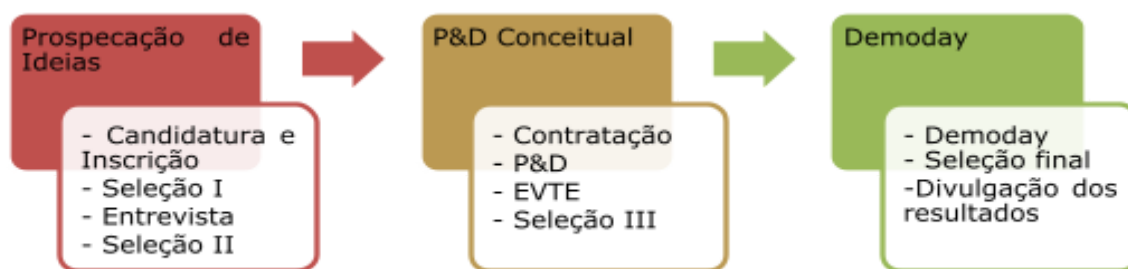 Prospecação de
Ideias
- Candidatura e
Inscrição
- Seleção I
- Entrevista
- Seleção II
P&D Conceitual
- Contratação
- P&D
- EVTE
- Seleção III
Demoday
- Demoday
- Seleção final
-Divulgação dos
resultados